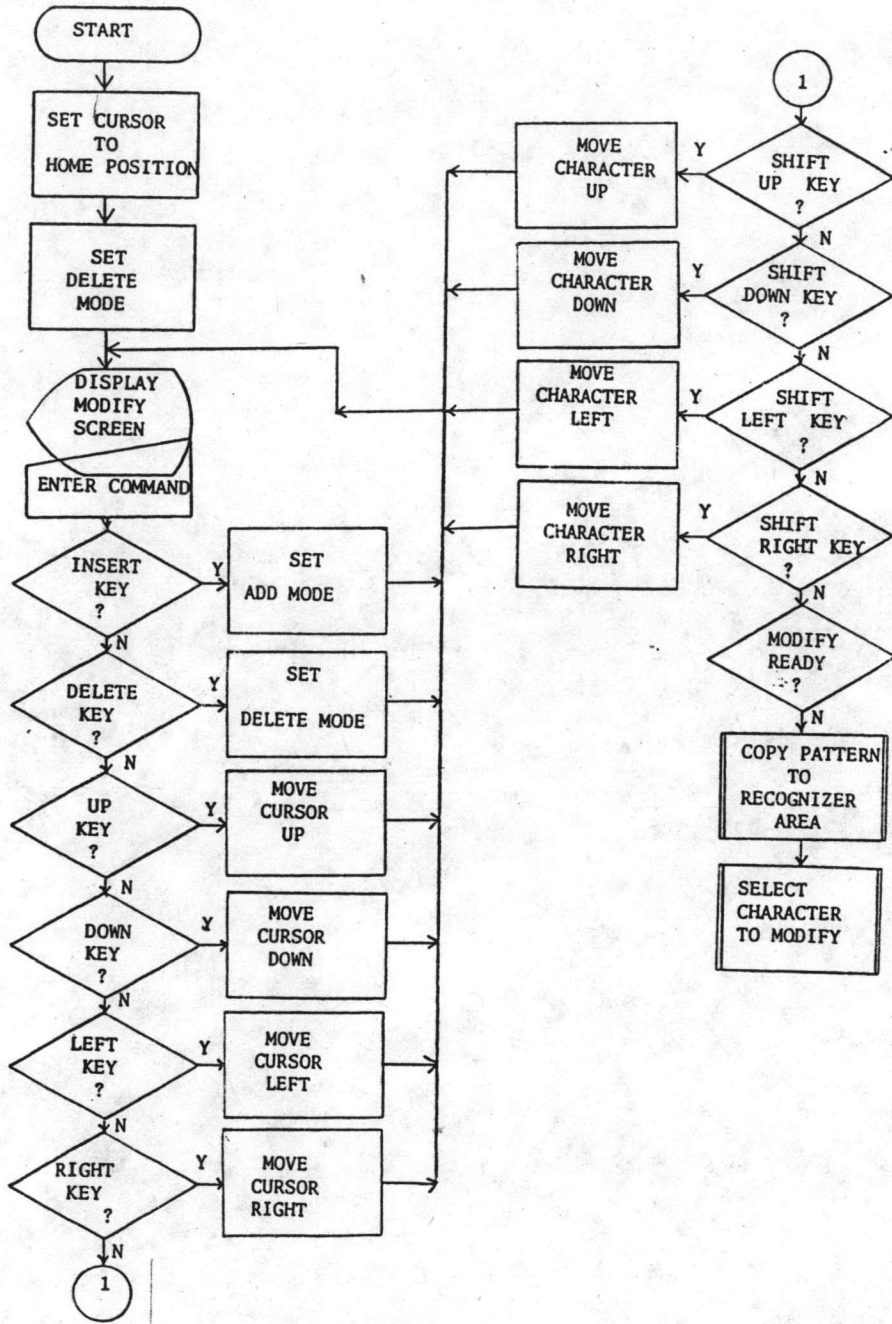 START
SET CURSOR
TO
HOME POSITION
SET
DELETE
MODE
DISPLAY
MODIFY
SCREEN
ENTER COMMAND
INSERT
KEY
?
Y
SET
ADD MODE
N
DELETE
KEY
?
Y
SET
DELETE MODE
N
UP
KEY
?
Y
MOVE
CURSOR
UP
N
DOWN
KEY
?
Y
MOVE
CURSOR
DOWN
N
LEFT
KEY
?
Y
MOVE
CURSOR
LEFT
N
RIGHT
KEY
?
Y
MOVE
CURSOR
RIGHT
N
1
1
SHIFT
UP KEY
?
Y
MOVE
CHARACTER
UP
N
SHIFT
DOWN KEY
?
Y
MOVE
CHARACTER
DOWN
N
SHIFT
LEFT KEY
?
Y
MOVE
CHARACTER
LEFT
N
SHIFT
RIGHT KEY
?
Y
MOVE
CHARACTER
RIGHT
N
MODIFY
READY
?
N
COPY PATTERN
TO
RECOGNIZER
AREA
SELECT
CHARACTER
TO MODIFY